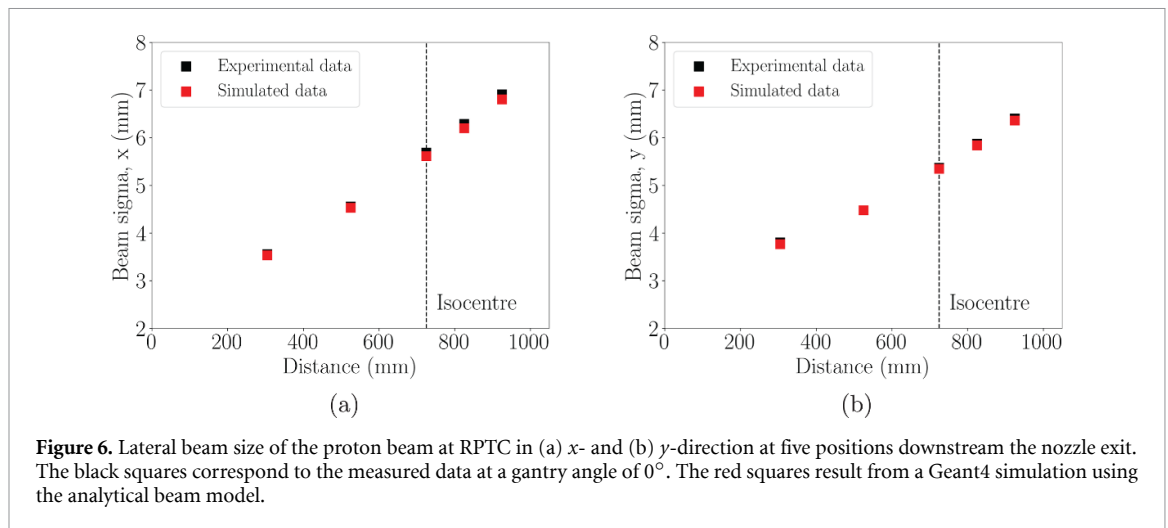 8
7
6
5
4
3
2
Beam sigma, x (mm)
Experimental data
Simulated data
Isocentre
0 200 400 600 800 1000
Distance (mm)
(a)
8
7
6
5
4
3
2
Beam sigma, y (mm)
Experimental data
Simulated data
Isocentre
0 200 400 600 800 1000
Distance (mm)
(b)
Figure 6. Lateral beam size of the proton beam at RPTC in (a) x- and (b) y-direction at five positions downstream the nozzle exit.
The black squares correspond to the measured data at a gantry angle of 0°. The red squares result from a Geant4 simulation using
the analytical beam model.